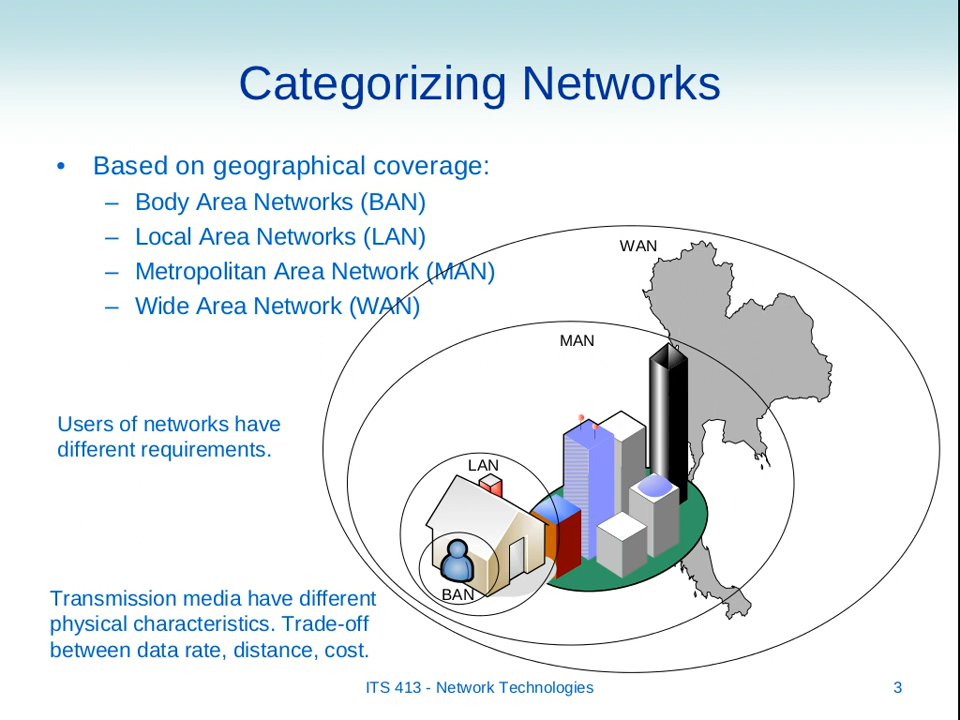 Categorizing Networks
• Based on geographical coverage:
– Body Area Networks (BAN)
– Local Area Networks (LAN)
– Metropolitan Area Network (MAN)
– Wide Area Network (WAN)
WAN
MAN
Users of networks have
different requirements.
LAN
BAN
Transmission media have different
physical characteristics. Trade-off
between data rate, distance, cost.
ITS 413 - Network Technologies
3